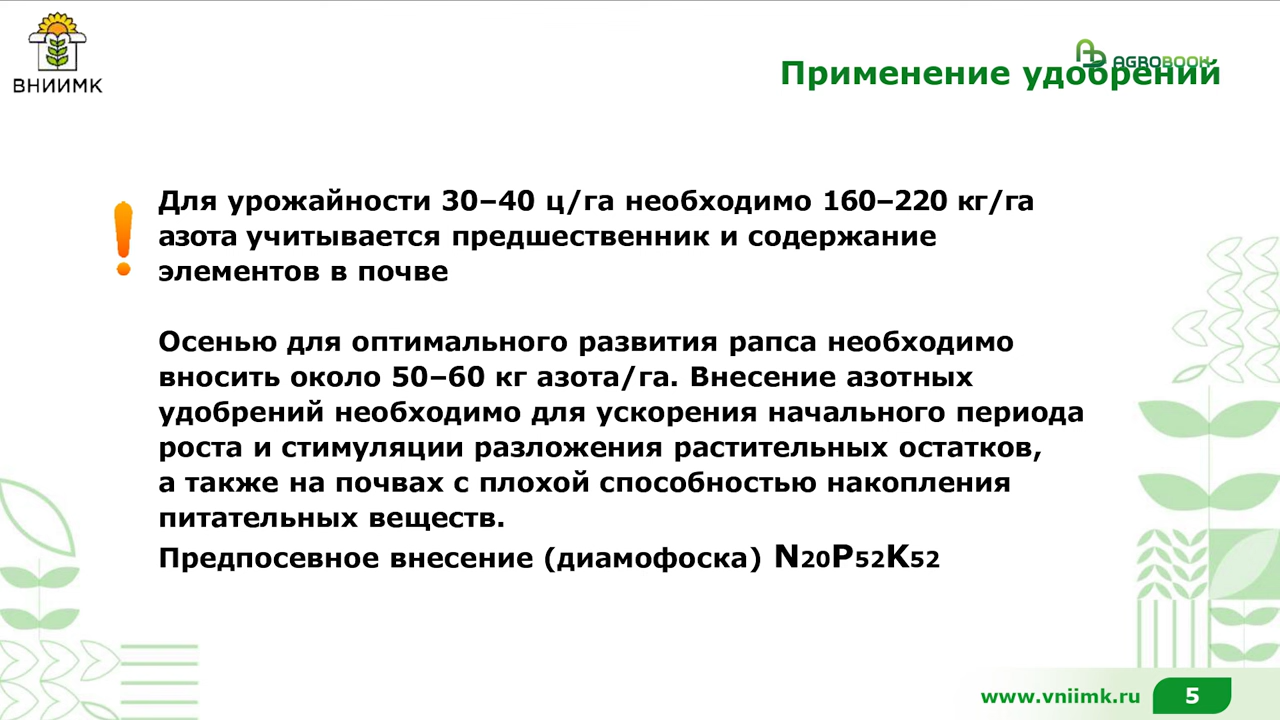 ВНИИМК
AGROBOOK
Применение удобрений
Для урожайности 30–40 ц/га необходимо 160–220 кг/га
азота учитывается предшественник и содержание
элементов в почве
Осенью для оптимального развития рапса необходимо
вносить около 50–60 кг азота/га. Внесение азотных
удобрений необходимо для ускорения начального периода
роста и стимуляции разложения растительных остатков,
а также на почвах с плохой способностью накопления
питательных веществ.
Предпосевное внесение (диамофоска) N20P52K52
www.vniimk.ru 5